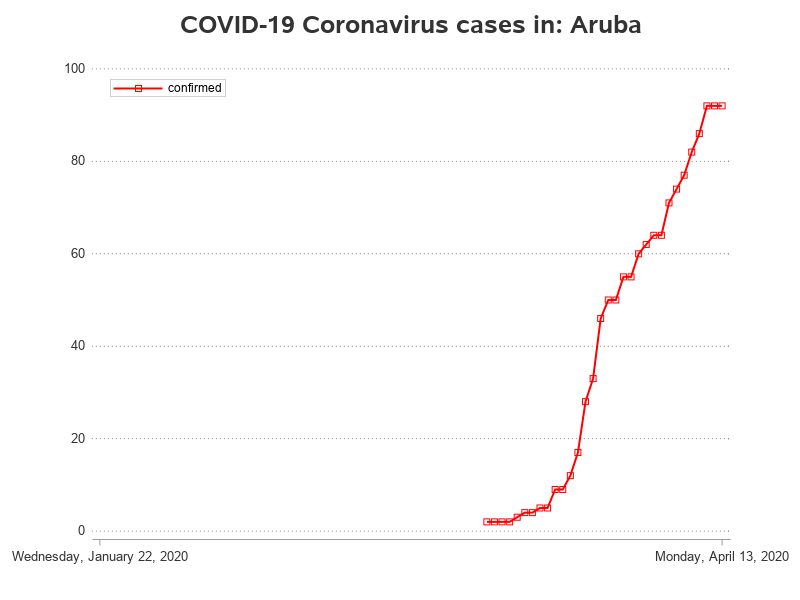 COVID-19 Coronavirus cases in: Aruba
100
confirmed
80
60
40
20
0
Wednesday, January 22, 2020
Monday, April 13, 2020